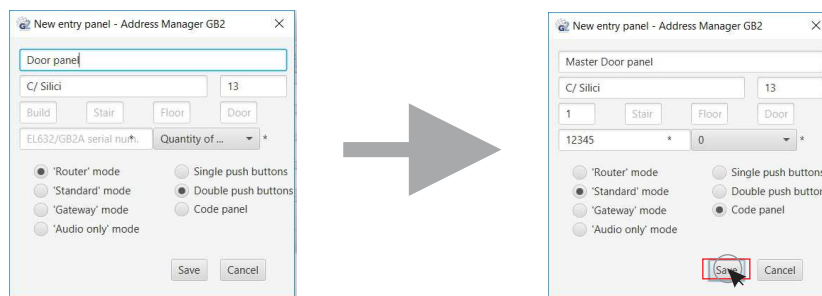 New entry panel - Address Manager GB2
Door panel
C/ Silici 13
Build Stair Floor Door
EL632/GB2A serial num. * Quantity of ... *
'Router' mode Single push buttons
'Standard' mode Double push buttons
'Gateway' mode Code panel
'Audio only' mode
Save Cancel
New entry panel - Address Manager GB2
Master Door panel
C/ Silici 13
1 Stair Floor Door
12345 * 0 *
'Router' mode Single push buttons
'Standard' mode Double push button
'Gateway' mode Code panel
'Audio only' mode
Save Cancel